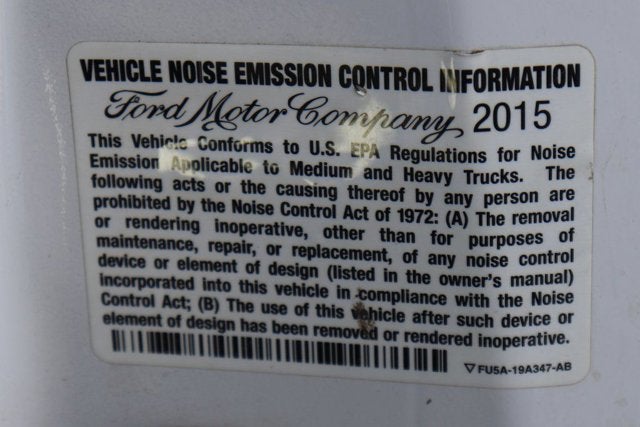 VEHICLE NOISE EMISSION CONTROL INFORMATION
Ford Motor Company 2015
This Vehicle Conforms to U.S. EPA Regulations for Noise
Emission Applicable to Medium and Heavy Trucks. The
following acts or the causing thereof by any person are
prohibited by the Noise Control Act of 1972: (A) The removal
or rendering inoperative, other than for purposes of
maintenance, repair, or replacement, of any noise control
device or element of design (listed in the owner's manual)
incorporated into this vehicle in compliance with the Noise
Control Act; (B) The use of this vehicle after such device or
element of design has been removed or rendered inoperative.
FU5A-19A347-AB